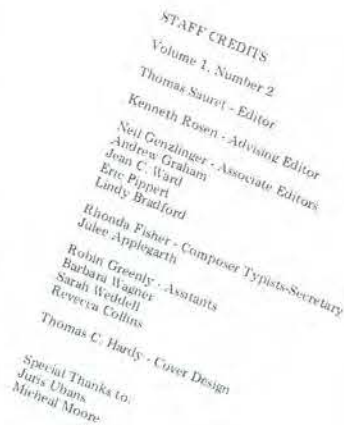 STAFF CREDITS
Volume 1, Number 2
Thomas Sauret - Editor
Kenneth Rosen - Advising Editor
Neil Genzlinger - Associate Editors
Andrew Graham
Jean C. Ward
Eric Pippert
Lindy Bradford
Rhonda Fisher - Composer Typists-Secretary
Julee Applegarth
Robin Greenly - Assitants
Barbara Wagner
Sarah Weddell
Revecca Collins
Thomas C. Hardy - Cover Design
Special Thanks to:
Juris Ubans
Micheal Moore